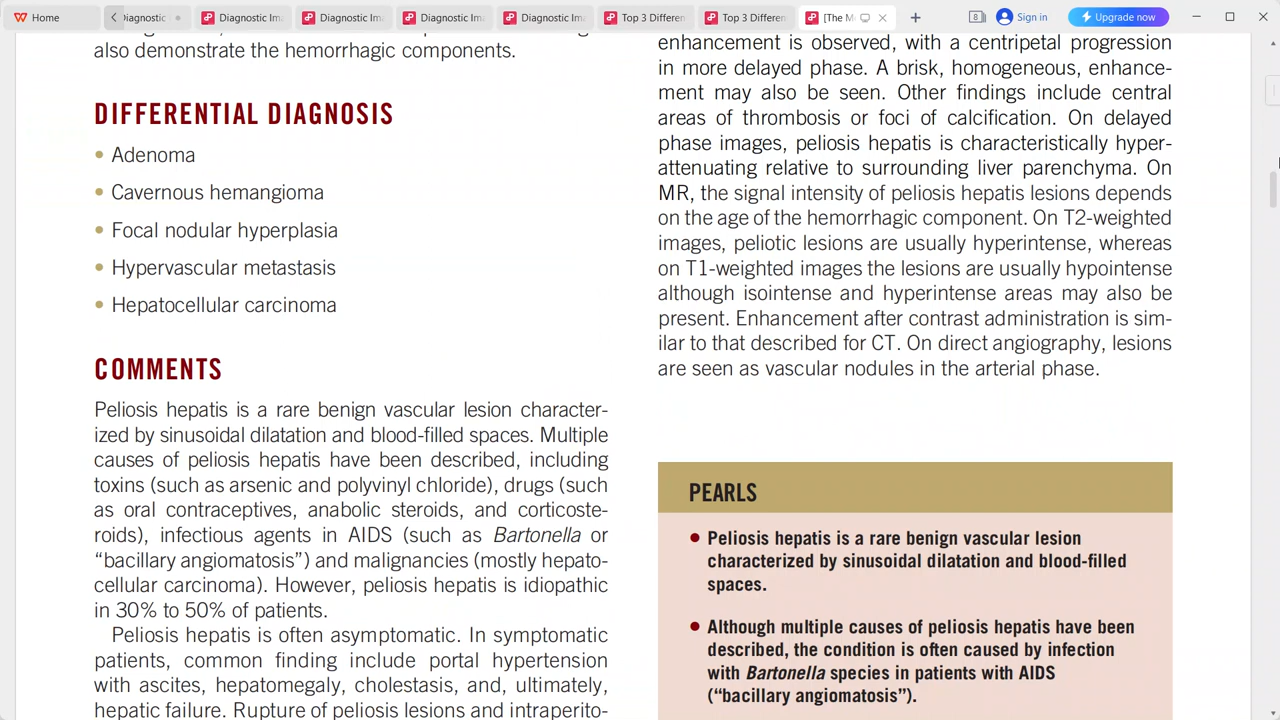 Home
Diagnostic
Diagnostic Ima
Diagnostic Ima
Diagnostic Ima
Diagnostic Ima
Top 3 Differen
Top 3 Differen
[The M
8
Sign in
Upgrade now
also demonstrate the hemorrhagic components.
DIFFERENTIAL DIAGNOSIS
• Adenoma
• Cavernous hemangioma
• Focal nodular hyperplasia
• Hypervascular metastasis
• Hepatocellular carcinoma
COMMENTS
Peliosis hepatis is a rare benign vascular lesion character-
ized by sinusoidal dilatation and blood-filled spaces. Multiple
causes of peliosis hepatis have been described, including
toxins (such as arsenic and polyvinyl chloride), drugs (such
as oral contraceptives, anabolic steroids, and corticoste-
roids), infectious agents in AIDS (such as Bartonella or
“bacillary angiomatosis”) and malignancies (mostly hepato-
cellular carcinoma). However, peliosis hepatis is idiopathic
in 30% to 50% of patients.
Peliosis hepatis is often asymptomatic. In symptomatic
patients, common finding include portal hypertension
with ascites, hepatomegaly, cholestasis, and, ultimately,
hepatic failure. Rupture of peliosis lesions and intraperito-
enhancement is observed, with a centripetal progression
in more delayed phase. A brisk, homogeneous, enhance-
ment may also be seen. Other findings include central
areas of thrombosis or foci of calcification. On delayed
phase images, peliosis hepatis is characteristically hyper-
attenuating relative to surrounding liver parenchyma. On
MR, the signal intensity of peliosis hepatis lesions depends
on the age of the hemorrhagic component. On T2-weighted
images, peliotic lesions are usually hyperintense, whereas
on T1-weighted images the lesions are usually hypointense
although isointense and hyperintense areas may also be
present. Enhancement after contrast administration is sim-
ilar to that described for CT. On direct angiography, lesions
are seen as vascular nodules in the arterial phase.
PEARLS
• Peliosis hepatis is a rare benign vascular lesion
characterized by sinusoidal dilatation and blood-filled
spaces.
• Although multiple causes of peliosis hepatis have been
described, the condition is often caused by infection
with Bartonella species in patients with AIDS
(“bacillary angiomatosis”).